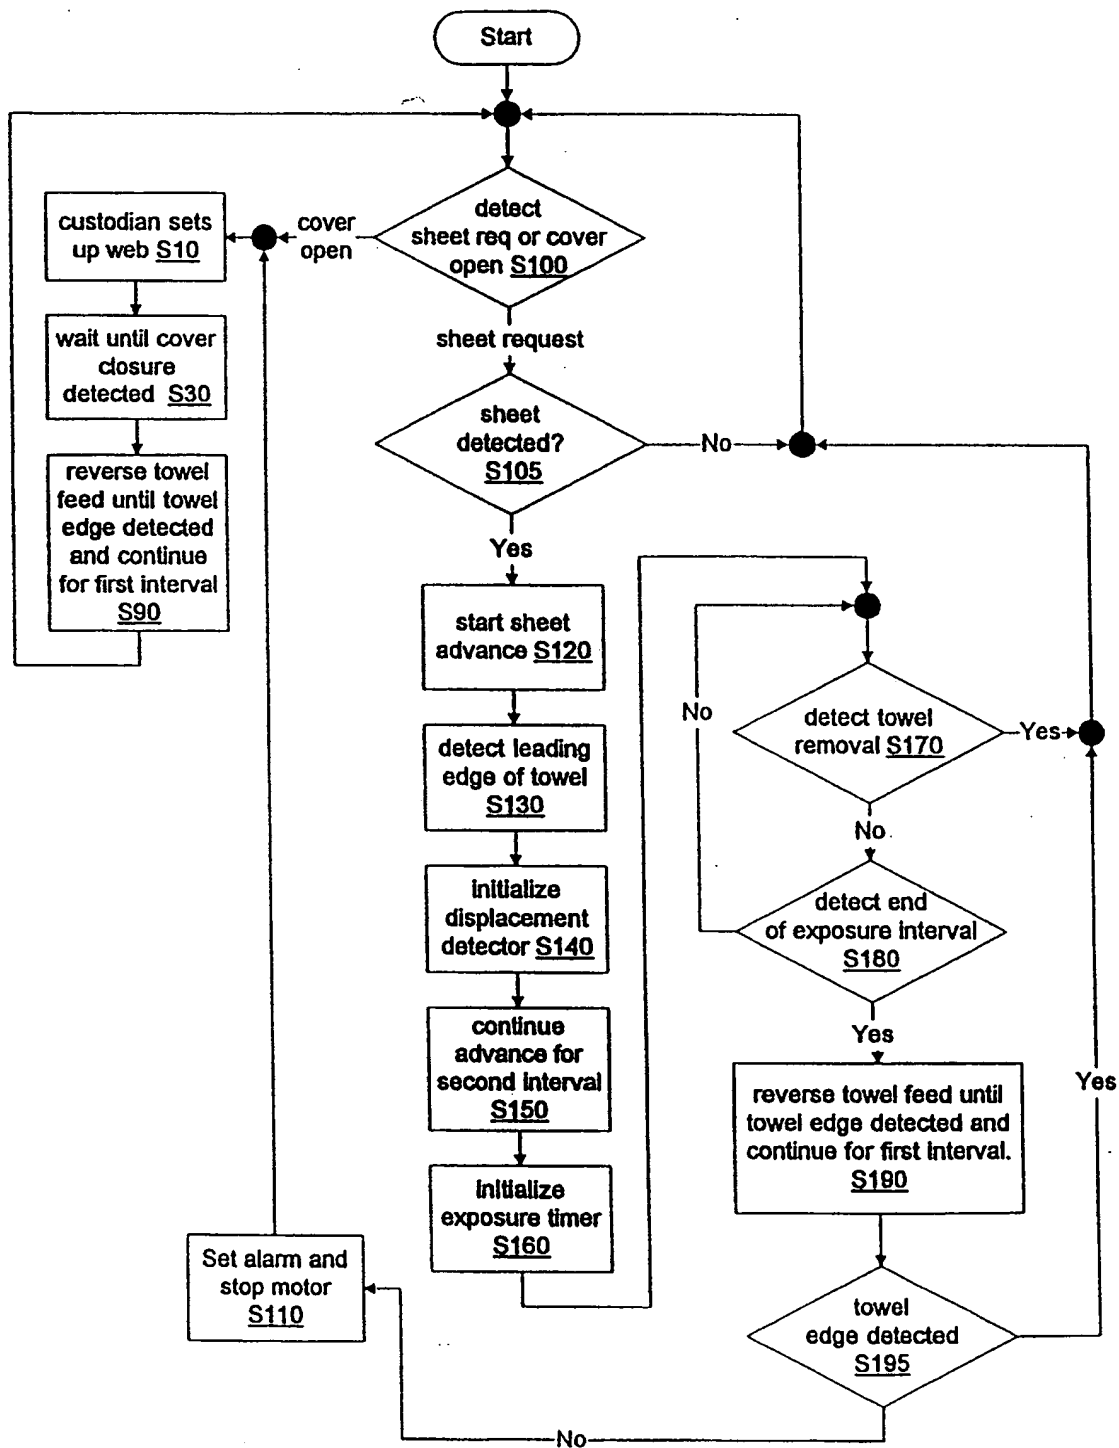 Start
detect
sheet req or cover
open S100
cover
open
custodian sets
up web S10
wait until cover
closure
detected S30
reverse towel
feed until towel
edge detected
and continue
for first interval
S90
sheet request
sheet
detected?
S105
No
Yes
start sheet
advance S120
detect leading
edge of towel
S130
initialize
displacement
detector S140
continue
advance for
second interval
S150
initialize
exposure timer
S160
detect towel
removal S170
Yes
No
No
detect end
of exposure interval
S180
Yes
reverse towel feed until
towel edge detected and
continue for first interval.
S190
Yes
towel
edge detected
S195
No
Set alarm and
stop motor
S110